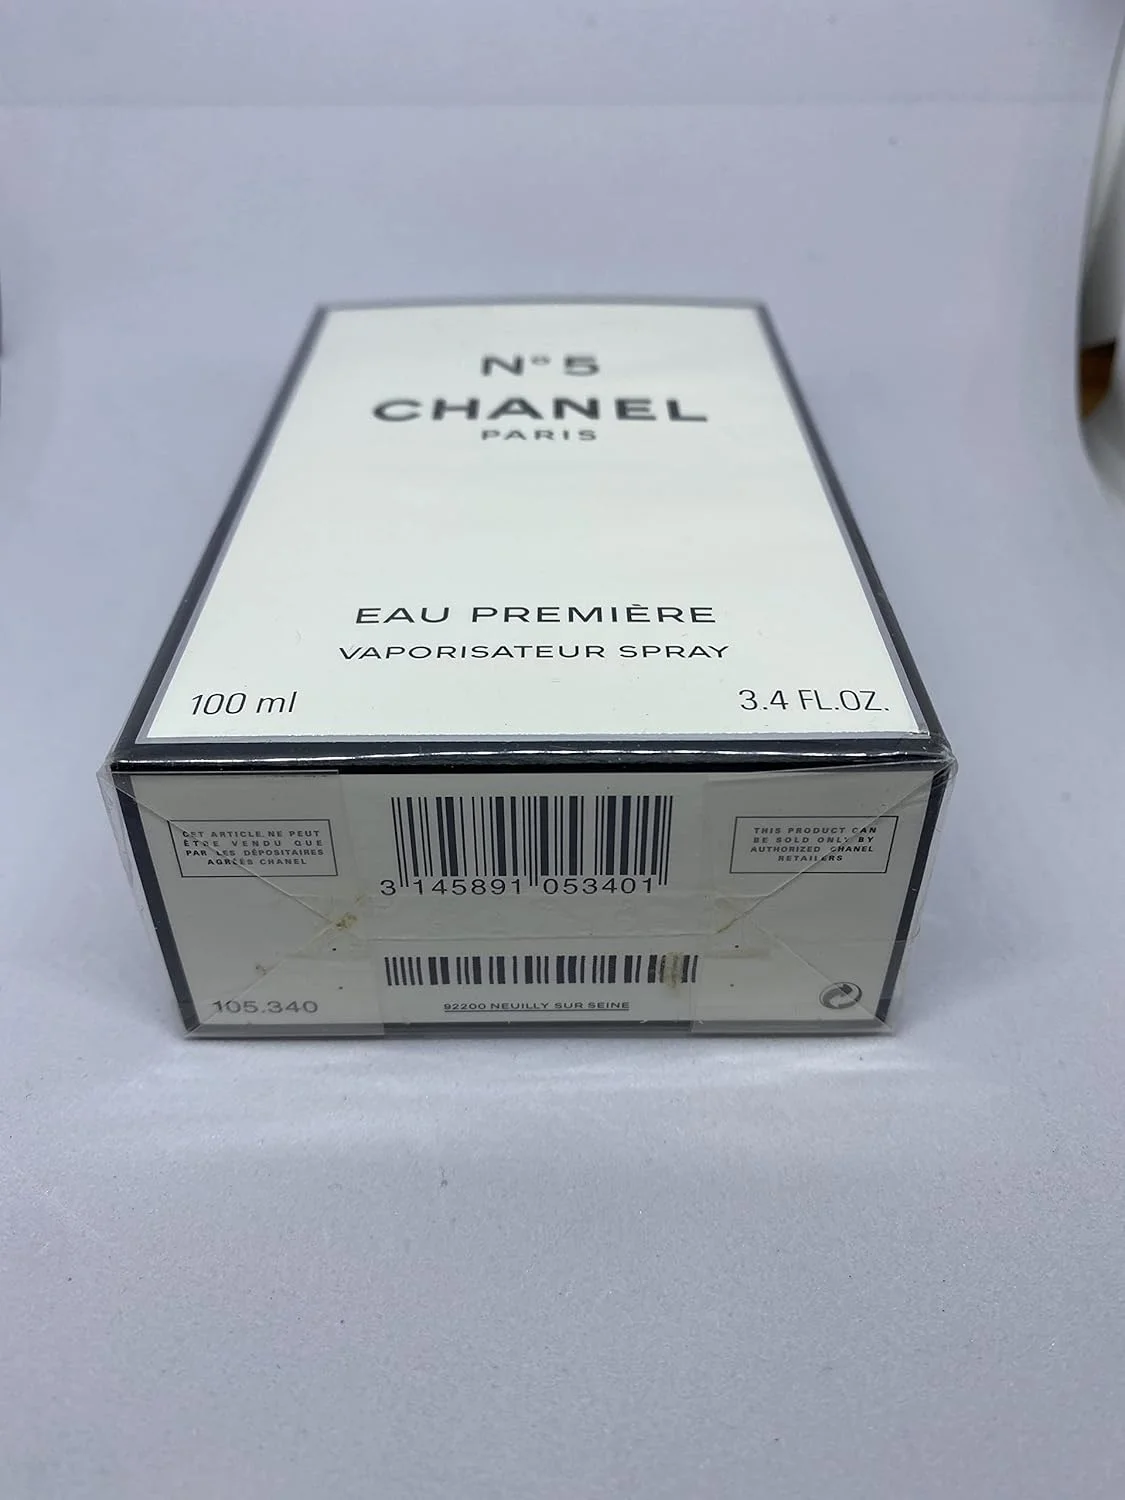 N° 5
CHANEL
PARIS
EAU PREMIÈRE
VAPORISATEUR SPRAY
100 ml
3.4 FL.OZ.
CET ARTICLE NE PEUT
ÊTRE VENDU QUE
PAR LES DÉPOSITAIRES
AGRÉÉS CHANEL
3 145891 053401
THIS PRODUCT CAN
BE SOLD ONLY BY
AUTHORIZED CHANEL
RETAILERS
105.340
92200 NEUILLY SUR SEINE